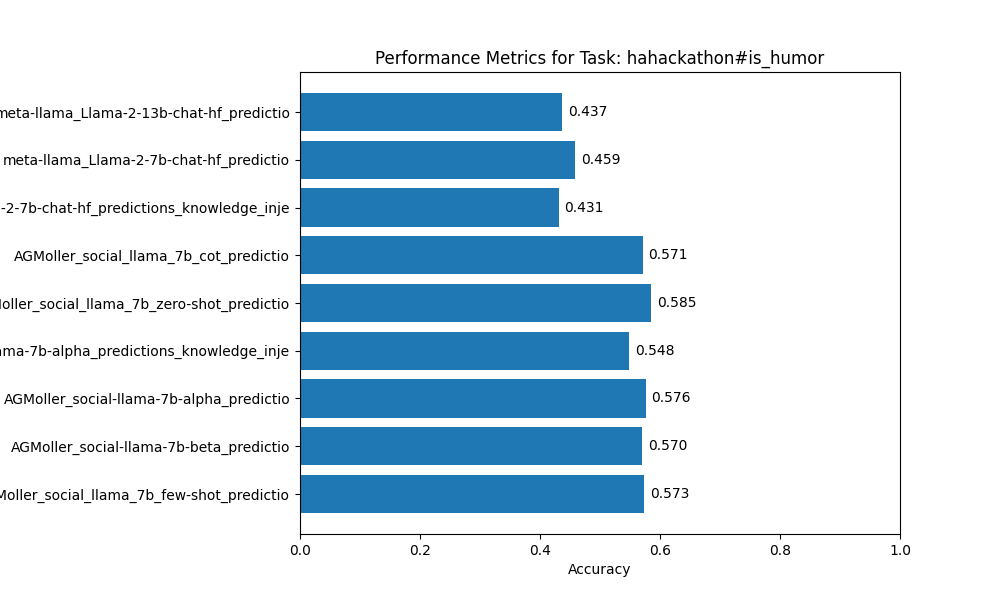 Performance Metrics for Task: hahackathon#is_humor
meta-llama_Llama-2-13b-chat-hf_predictio
0.437
meta-llama_Llama-2-7b-chat-hf_predictio
0.459
-2-7b-chat-hf_predictions_knowledge_inje
0.431
AGMoller_social_llama_7b_cot_predictio
0.571
oller_social_llama_7b_zero-shot_predictio
0.585
ma-7b-alpha_predictions_knowledge_inje
0.548
AGMoller_social-llama-7b-alpha_predictio
0.576
AGMoller_social-llama-7b-beta_predictio
0.570
Moller_social_llama_7b_few-shot_predictio
0.573
0.0 0.2 0.4 0.6 0.8 1.0
Accuracy